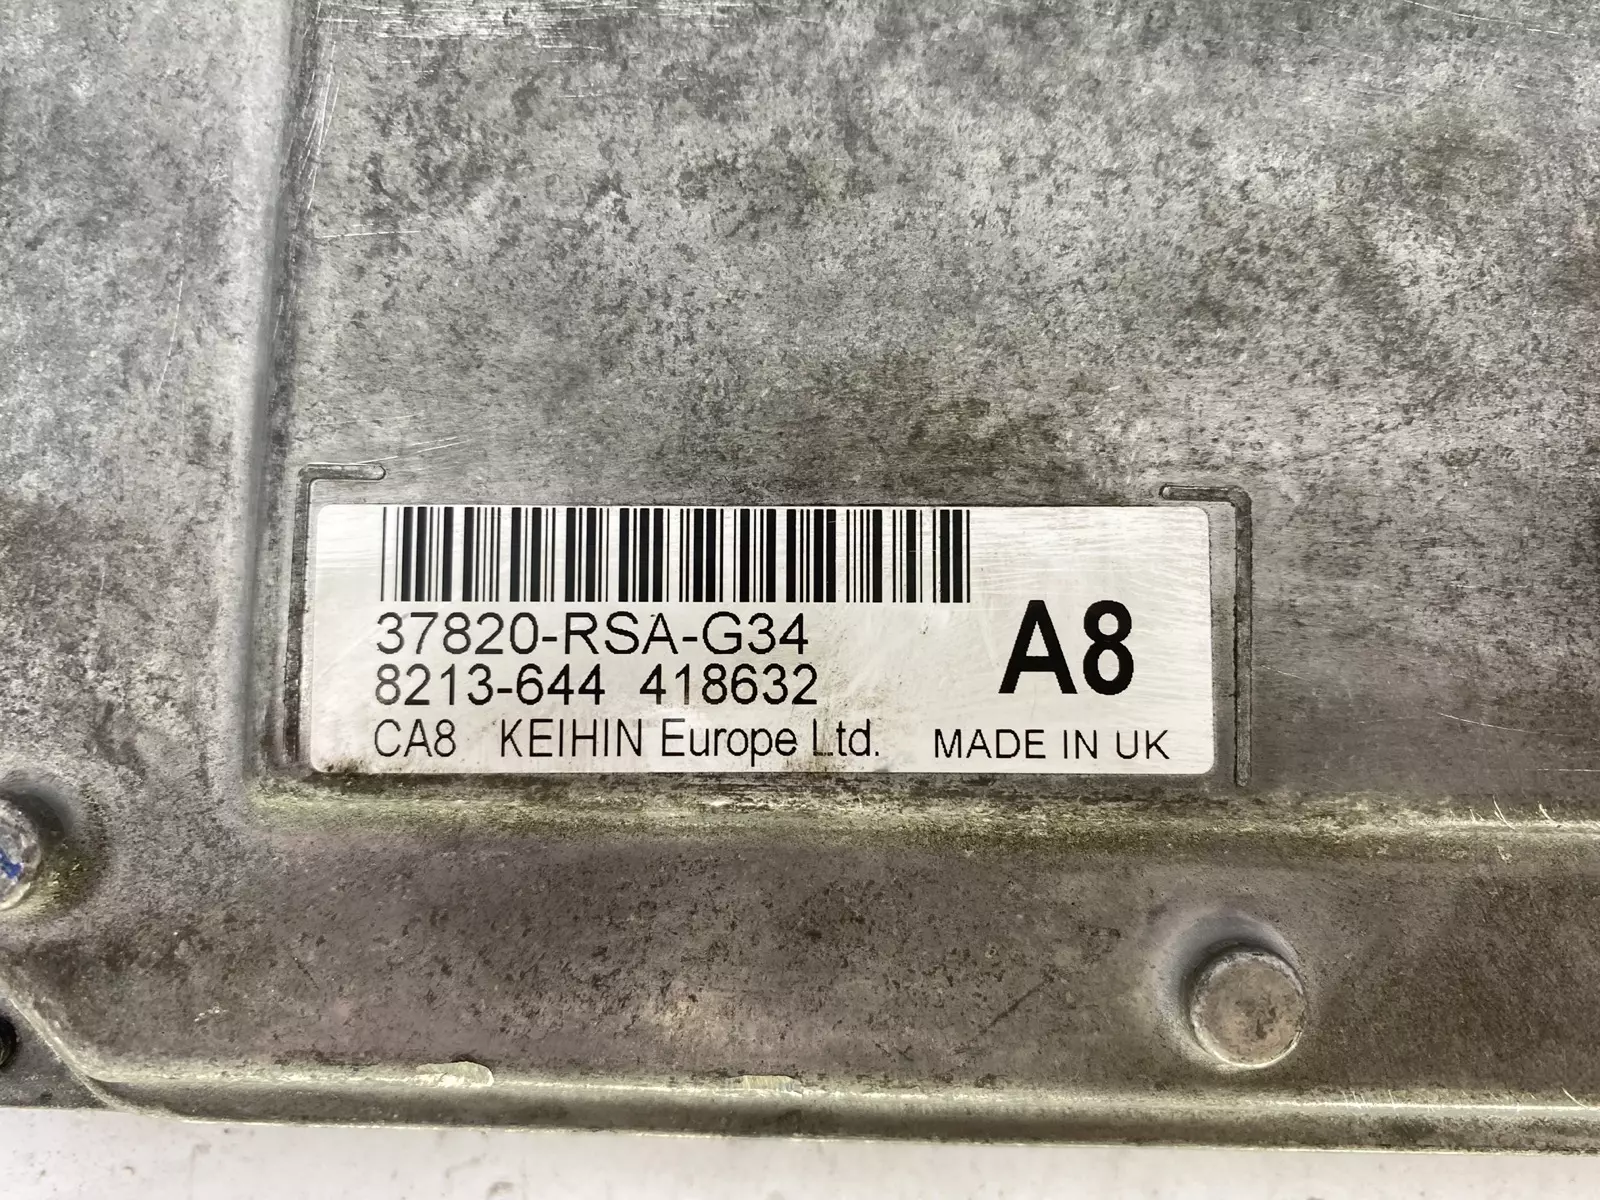 37820-RSA-G34
8213-644 418632
A8
CA8 KEIHIN Europe Ltd. MADE IN UK